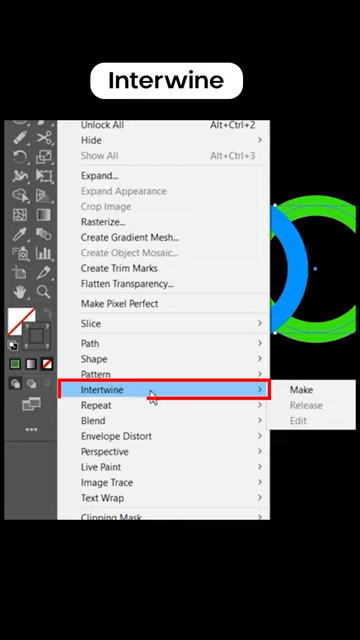 Interwine
Unlock All Alt+Ctrl+2
Hide
Show All Alt+Ctrl+3
Expand...
Expand Appearance
Crop Image
Rasterize...
Create Gradient Mesh...
Create Object Mosaic...
Create Trim Marks
Flatten Transparency...
Make Pixel Perfect
Slice
Path
Shape
Pattern
Intertwine Make
Repeat Release
Blend Edit
Envelope Distort
Perspective
Live Paint
Image Trace
Text Wrap
Clipping Mask